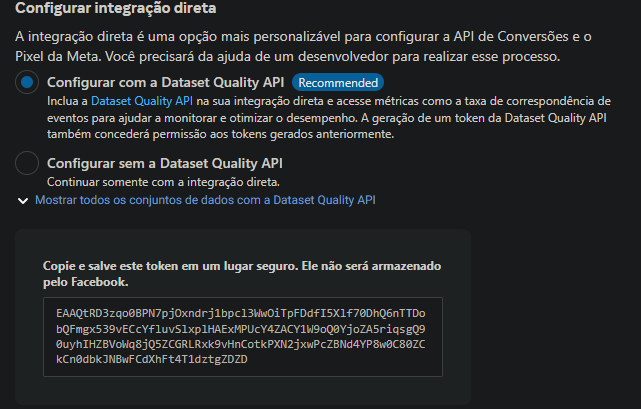 Configurar integração direta
A integração direta é uma opção mais personalizável para configurar a API de Conversões e o
Pixel da Meta. Você precisará da ajuda de um desenvolvedor para realizar esse processo.
Configurar com a Dataset Quality API Recommended
Inclua a Dataset Quality API na sua integração direta e acesse métricas como a taxa de correspondência de
eventos para ajudar a monitorar e otimizar o desempenho. A geração de um token da Dataset Quality API
também concederá permissão aos tokens gerados anteriormente.
Configurar sem a Dataset Quality API
Continuar somente com a integração direta.
Mostrar todos os conjuntos de dados com a Dataset Quality API
Copie e salve este token em um lugar seguro. Ele não será armazenado
pelo Facebook.
EAAQtRD3zqo0BPN7pjOxndrj1bpcl3WwOiTpFDdfI5Xlf70DhQ6nTTDo
bQFmgx539vECcYfluvSlxplHAExMPUcY4ZACY1W9oQ0YjoZA5riqsgQ9
0uyhIHZBVoWq8jQ5ZCGRLRxk9vHnCotkPXN2jxwPcZBNd4YP8w0C80ZC
kCn0dbkJNBwFCdXhFt4T1dztgZDZD